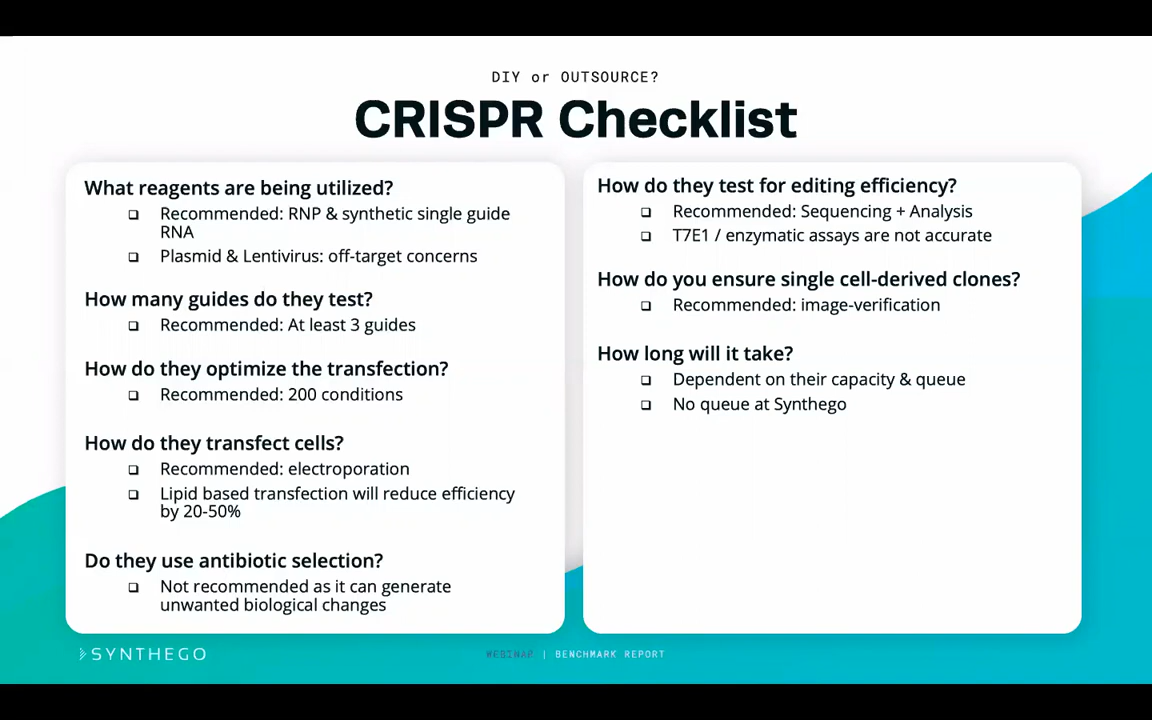 DIY or OUTSOURCE?
CRISPR Checklist
What reagents are being utilized?
❏ Recommended: RNP & synthetic single guide
RNA
❏ Plasmid & Lentivirus: off-target concerns
How many guides do they test?
❏ Recommended: At least 3 guides
How do they optimize the transfection?
❏ Recommended: 200 conditions
How do they transfect cells?
❏ Recommended: electroporation
❏ Lipid based transfection will reduce efficiency
by 20-50%
Do they use antibiotic selection?
❏ Not recommended as it can generate
unwanted biological changes
How do they test for editing efficiency?
❏ Recommended: Sequencing + Analysis
❏ T7E1 / enzymatic assays are not accurate
How do you ensure single cell-derived clones?
❏ Recommended: image-verification
How long will it take?
❏ Dependent on their capacity & queue
❏ No queue at Synthego
SYNTHEGO
WEBINAR | BENCHMARK REPORT